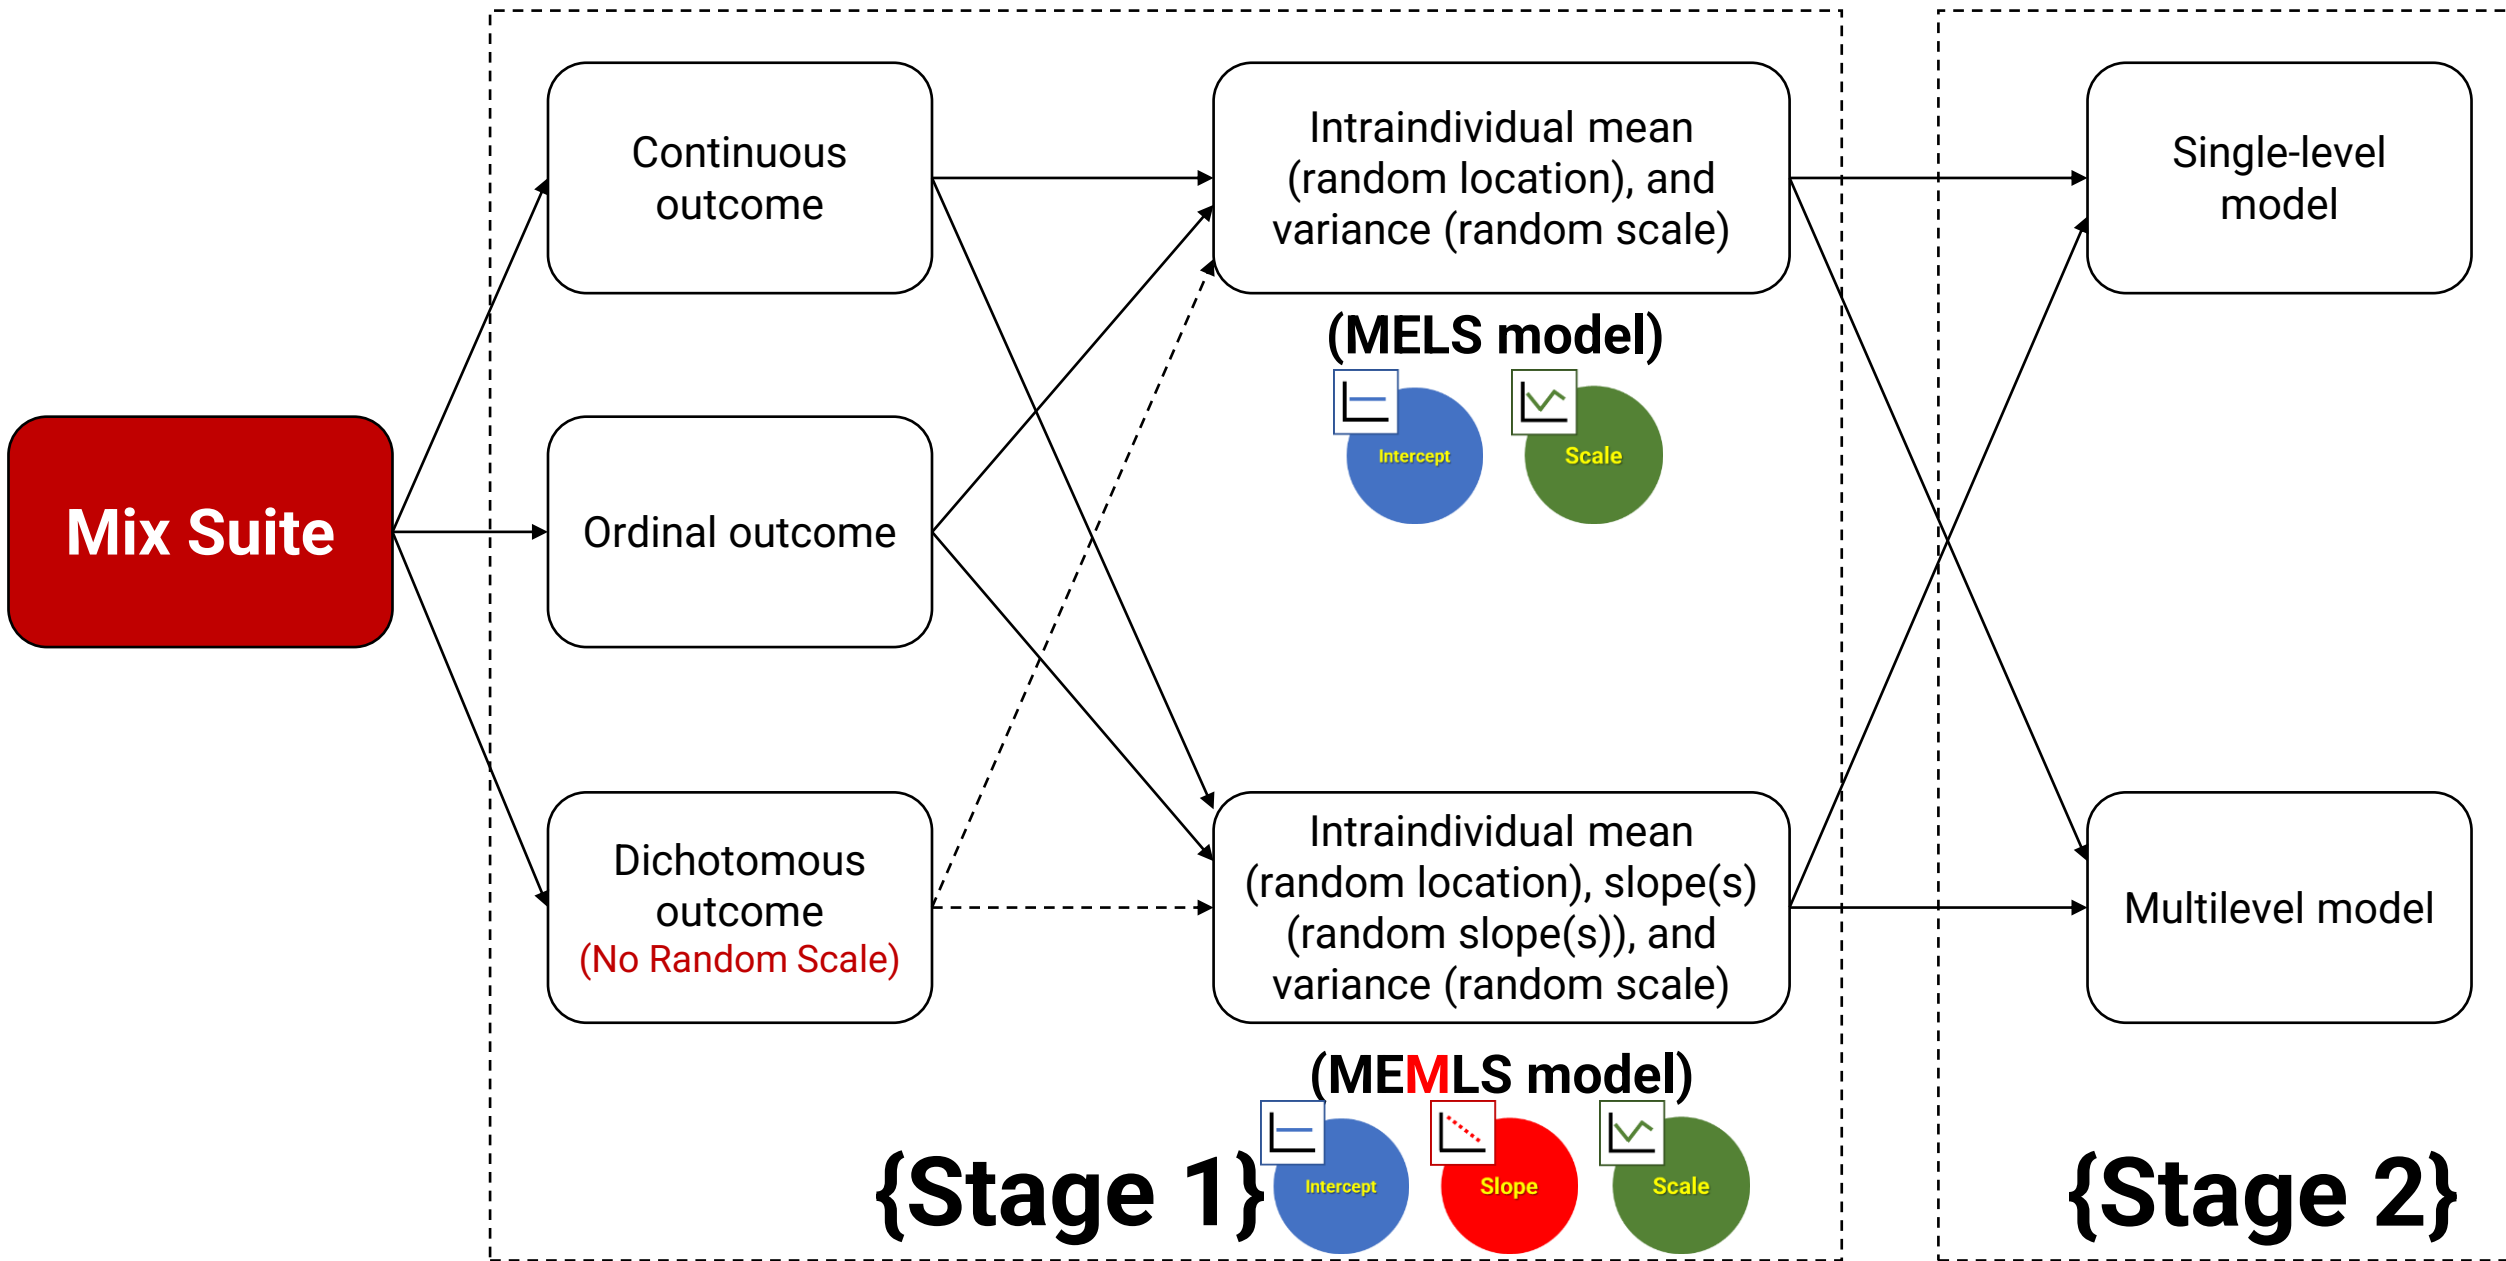 Mix Suite
Continuous
outcome
Ordinal outcome
Dichotomous
outcome
(No Random Scale)
Intraindividual mean
(random location), and
variance (random scale)
(MELS model)
Intercept
Scale
Intraindividual mean
(random location), slope(s)
(random slope(s)), and
variance (random scale)
(MEMLS model)
Intercept
Slope
Scale
{Stage 1}
Single-level
model
Multilevel model
{Stage 2}